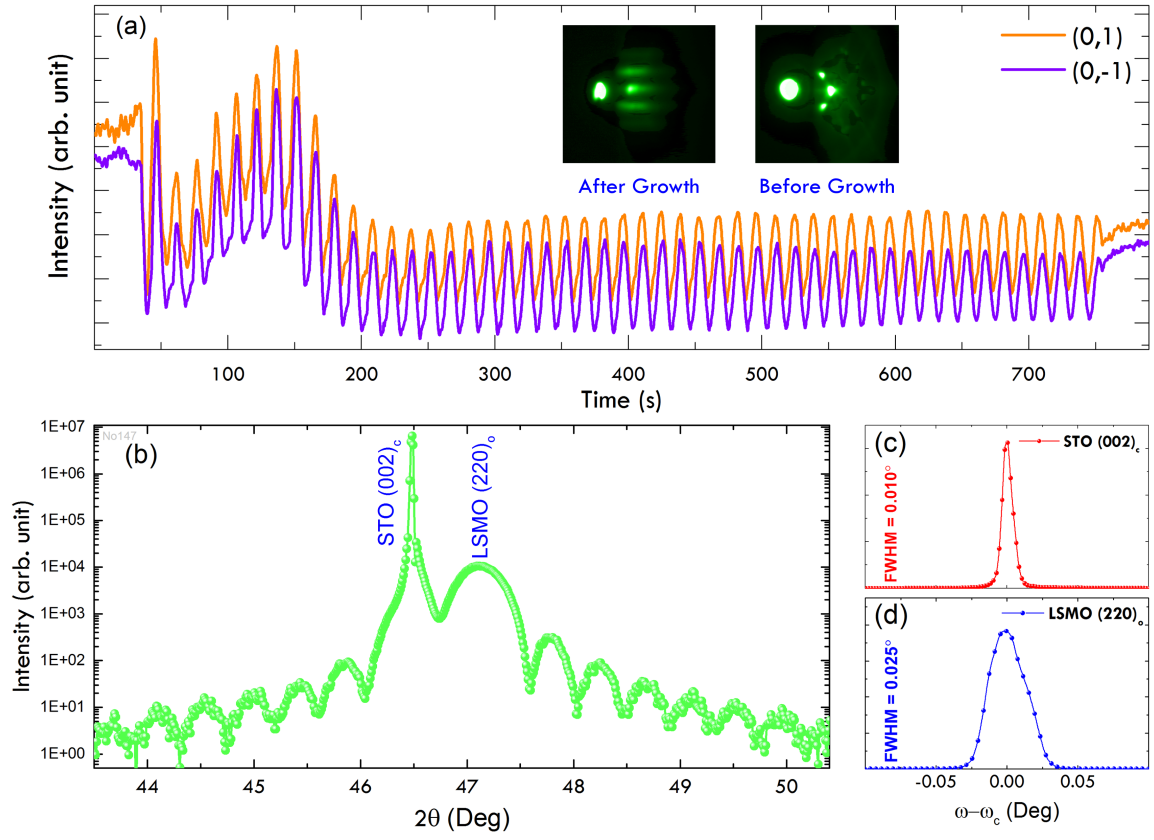 (a)
(0,1)
(0,-1)
After Growth
Before Growth
Intensity (arb. unit)
100 200 300 400 500 600 700
Time (s)
(b)
No147
STO (002)c
LSMO (220)o
1E+07
1E+06
1E+05
1E+04
1E+03
1E+02
1E+01
1E+00
Intensity (arb. unit)
44 45 46 47 48 49 50
2θ (Deg)
(c)
STO (002)c
FWHM = 0.010°
(d)
LSMO (220)o
FWHM = 0.025°
-0.05 0.00 0.05
ω−ωc (Deg)